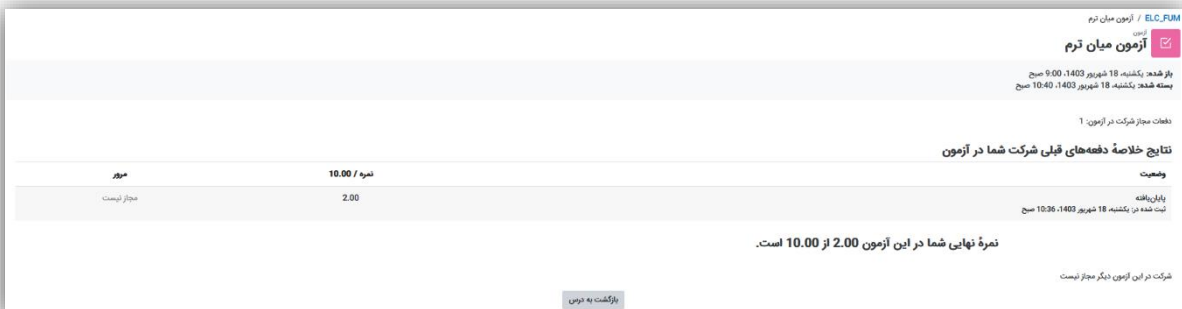 ELC_FUM / آزمون میان ترم
آزمون
آزمون میان ترم
باز شده: یکشنبه، 18 شهریور 1403، 9:00 صبح
بسته شده: یکشنبه، 18 شهریور 1403، 10:40 صبح
دفعات مجاز شرکت در آزمون: 1
نتایج خلاصهٔ دفعه‌های قبلی شرکت شما در آزمون
وضعیت نمره / 10.00 مرور
پایان‌یافته 2.00 مجاز نیست
ثبت شده در: یکشنبه، 18 شهریور 1403، 10:36 صبح
نمرهٔ نهایی شما در این آزمون 2.00 از 10.00 است.
شرکت در این آزمون دیگر مجاز نیست
بازگشت به درس